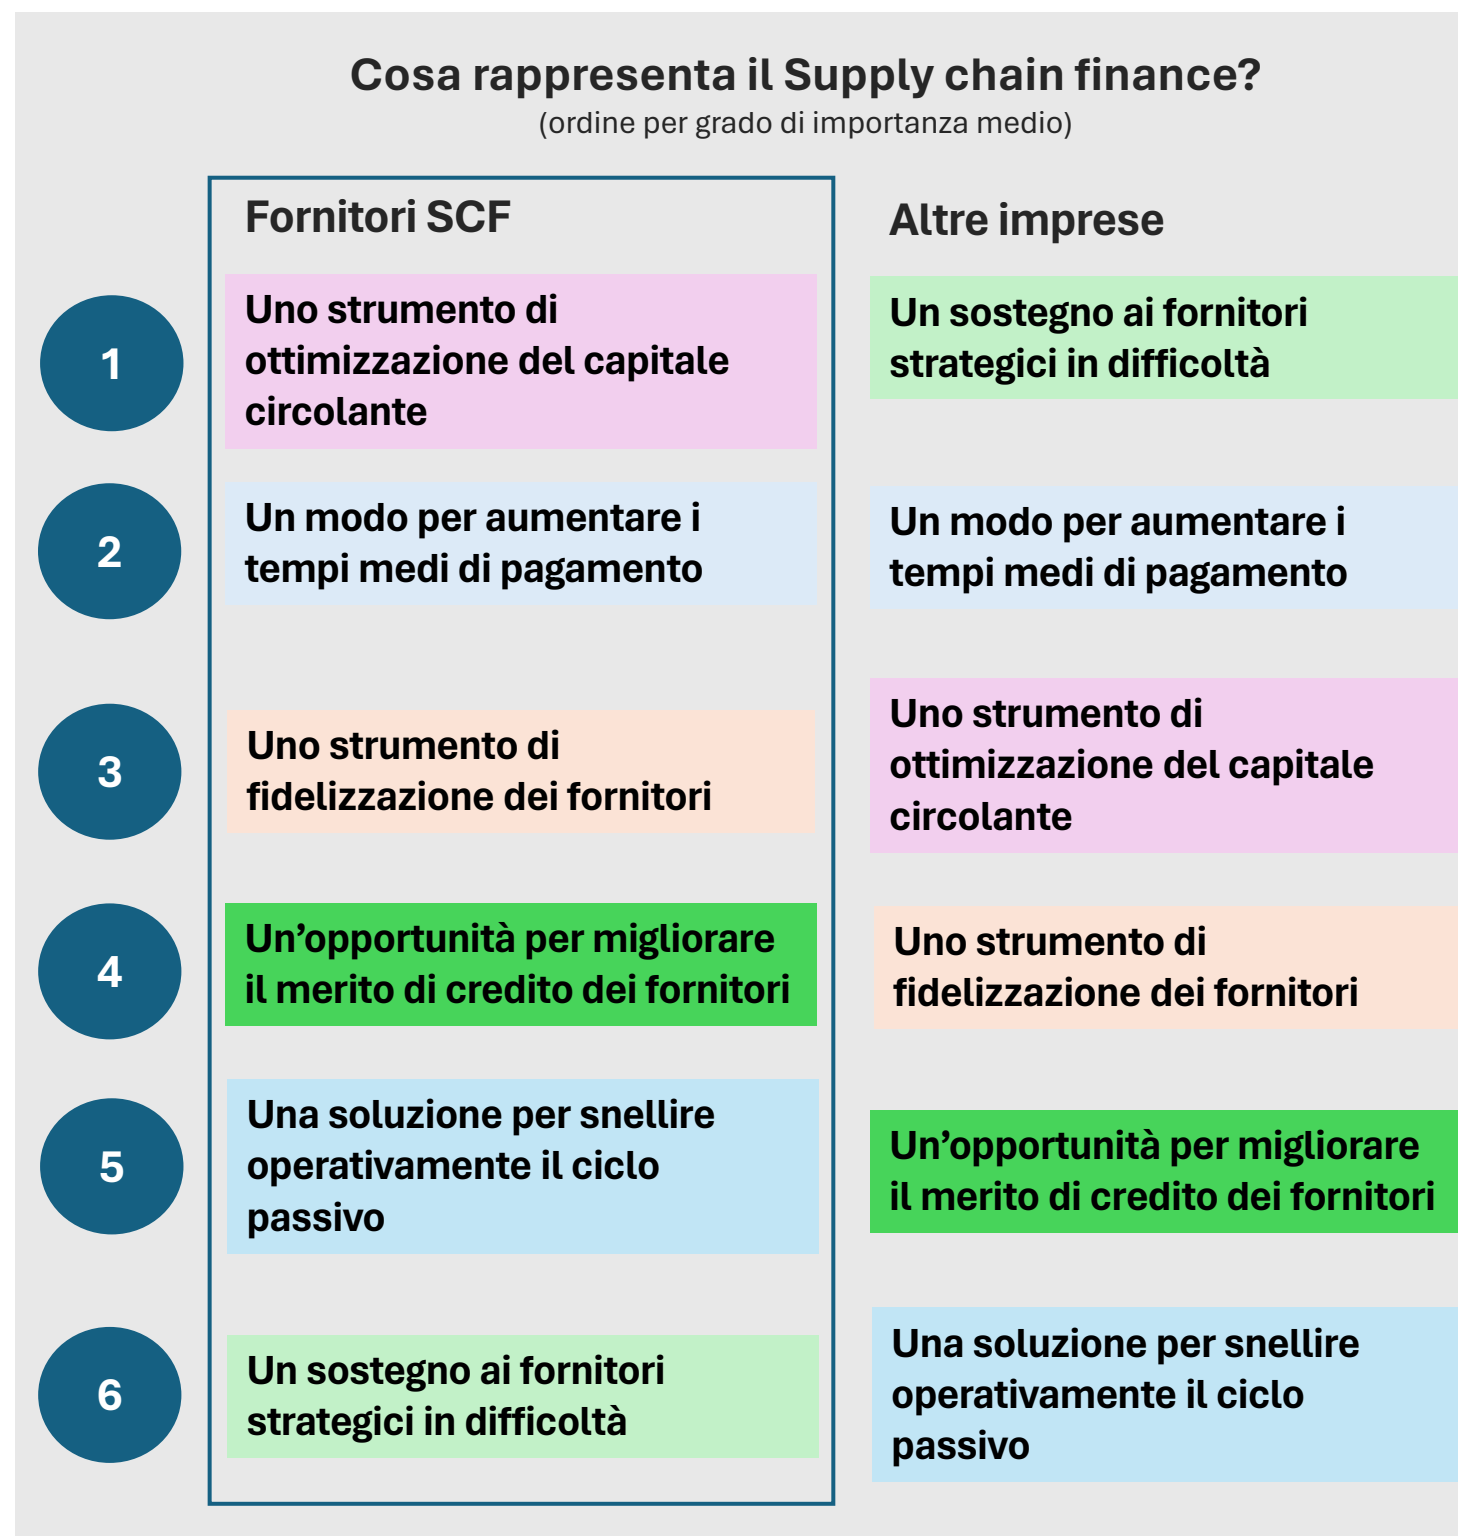 Cosa rappresenta il Supply chain finance?
(ordine per grado di importanza medio)
Fornitori SCF
Altre imprese
1
Uno strumento di
ottimizzazione del capitale
circolante
Un sostegno ai fornitori
strategici in difficoltà
2
Un modo per aumentare i
tempi medi di pagamento
Un modo per aumentare i
tempi medi di pagamento
3
Uno strumento di
fidelizzazione dei fornitori
Uno strumento di
ottimizzazione del capitale
circolante
4
Un’opportunità per migliorare
il merito di credito dei fornitori
Uno strumento di
fidelizzazione dei fornitori
5
Una soluzione per snellire
operativamente il ciclo
passivo
Un’opportunità per migliorare
il merito di credito dei fornitori
6
Un sostegno ai fornitori
strategici in difficoltà
Una soluzione per snellire
operativamente il ciclo
passivo